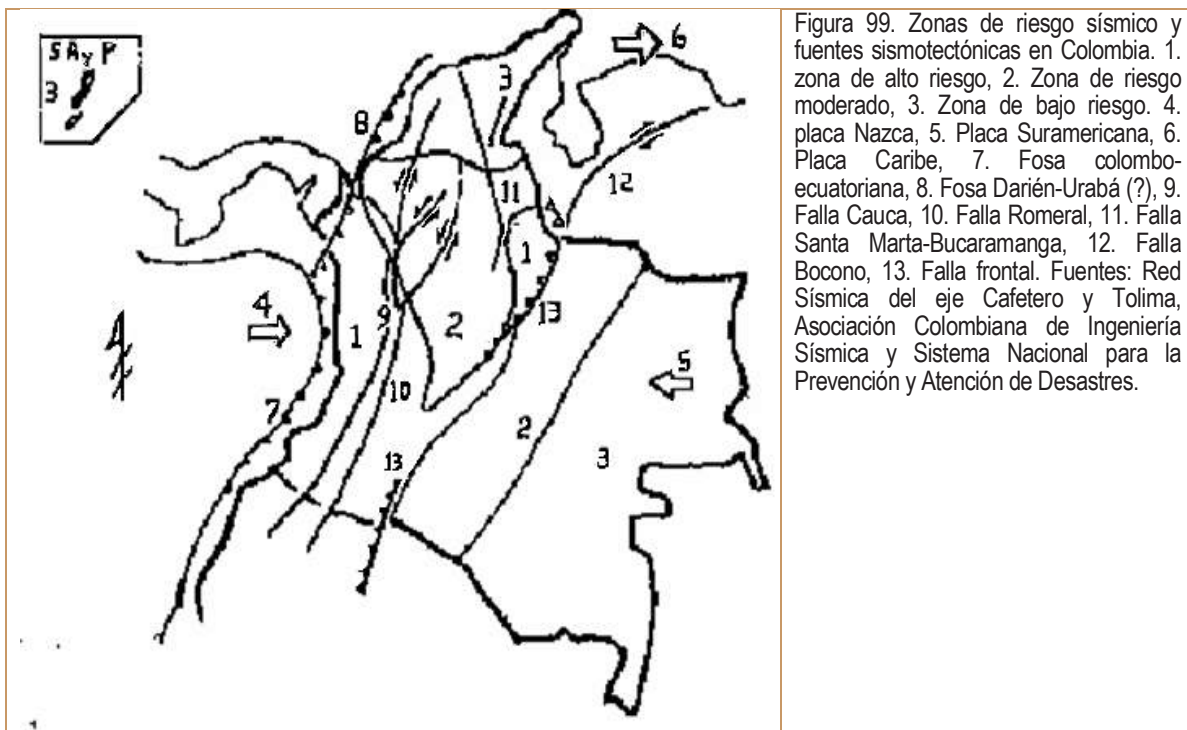 SA y P
3
6
3
8
12
11
1
4
9
2
13
1
5
10
7
2
3
13
Figura 99. Zonas de riesgo sísmico y
fuentes sismotectónicas en Colombia. 1.
zona de alto riesgo, 2. Zona de riesgo
moderado, 3. Zona de bajo riesgo. 4.
placa Nazca, 5. Placa Suramericana, 6.
Placa Caribe, 7. Fosa colombo-
ecuatoriana, 8. Fosa Darién-Urabá (?), 9.
Falla Cauca, 10. Falla Romeral, 11. Falla
Santa Marta-Bucaramanga, 12. Falla
Bocono, 13. Falla frontal. Fuentes: Red
Sísmica del eje Cafetero y Tolima,
Asociación Colombiana de Ingeniería
Sísmica y Sistema Nacional para la
Prevención y Atención de Desastres.